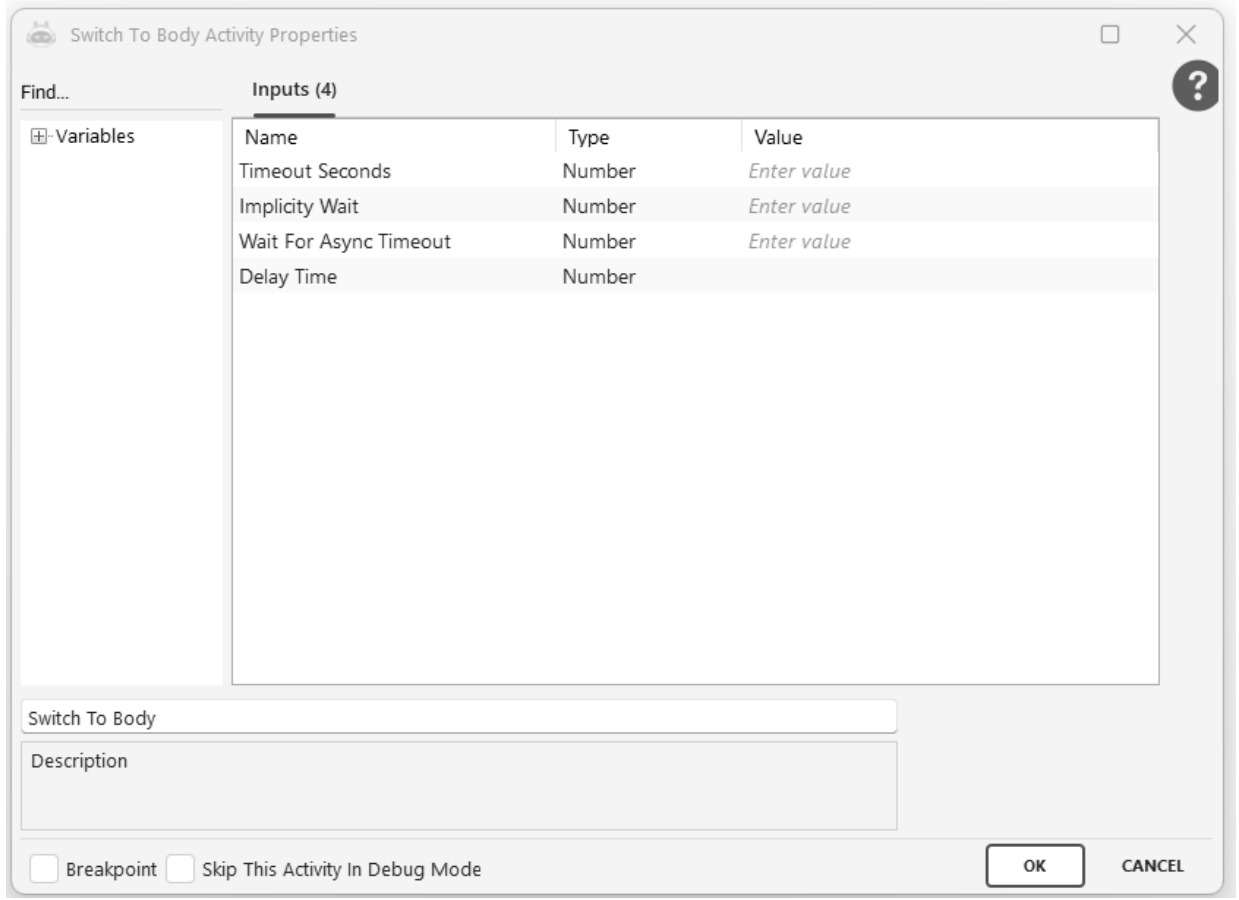 Switch To Body Activity Properties
Find...
Inputs (4)
?
Variables
Name Type Value
Timeout Seconds Number Enter value
Implicity Wait Number Enter value
Wait For Async Timeout Number Enter value
Delay Time Number
Switch To Body
Description
Breakpoint Skip This Activity In Debug Mode OK CANCEL